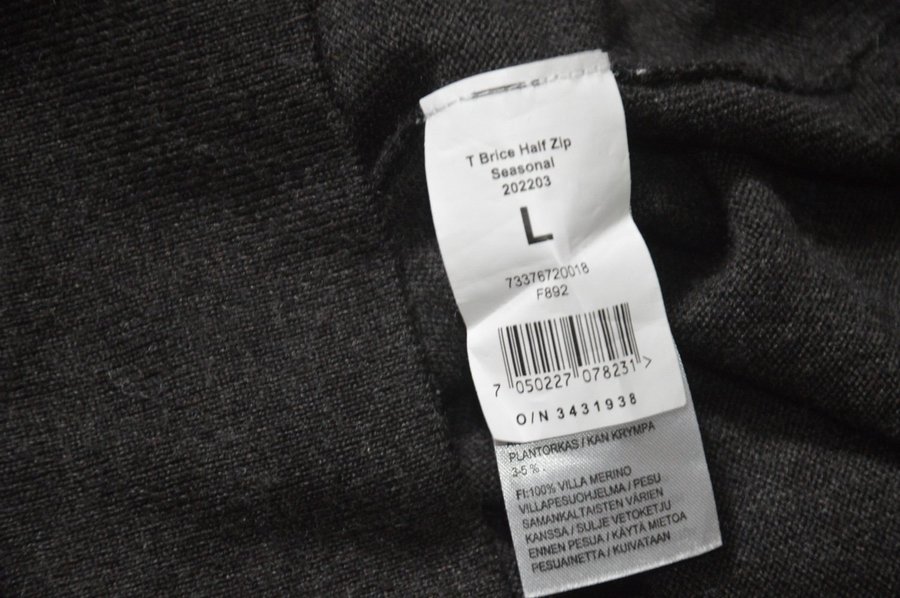 T Brice Half Zip
Seasonal
202203
L
73376720018
F892
7 050227 078231 >
O/N 3431938
PLANTORKAS / KAN KRYMPA
3-5 % .
FI:100% VILLA MERINO
VILLAPESUOHJELMA / PESU
SAMANKALTAISTEN VÄRIEN
KANSSA / SULJE VETOKETJU
ENNEN PESUA / KÄYTÄ MIETOA
PESUAINETTA / KUIVATAAN